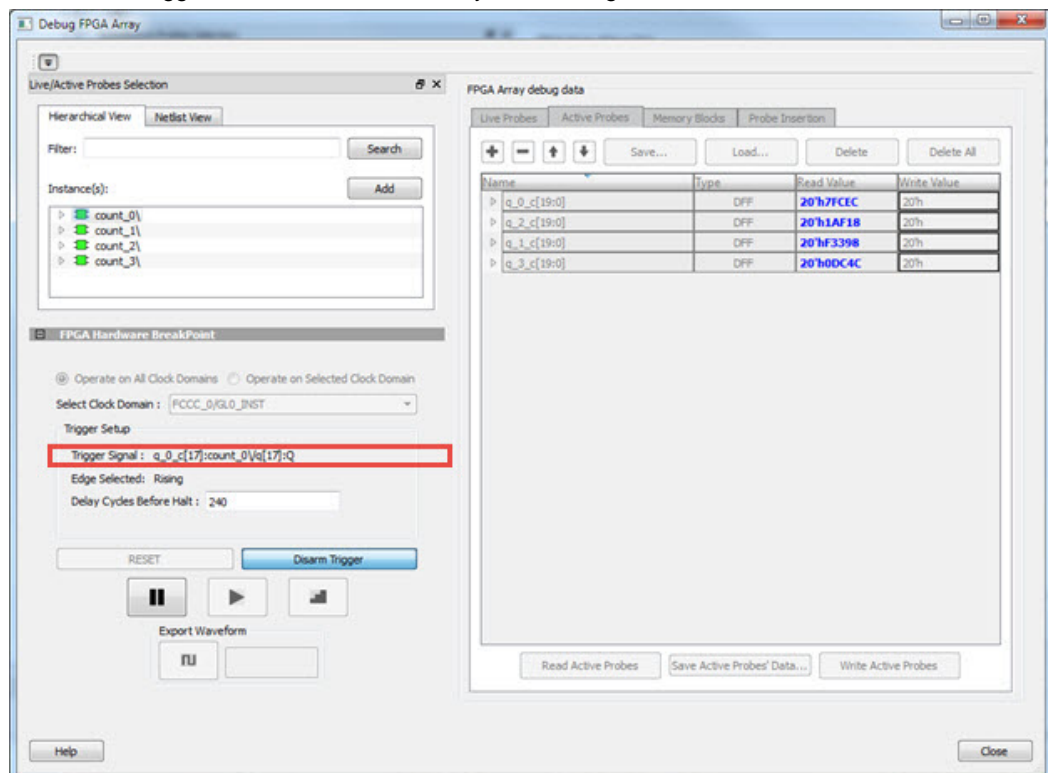 Debug FPGA Array
Live/Active Probes Selection
Hierarchical View Netlist View
Filter: Search
Instance(s): Add
count_0\
count_1\
count_2\
count_3\
FPGA Hardware BreakPoint
Operate on All Clock Domains Operate on Selected Clock Domain
Select Clock Domain : FCCC_0/GL0_INST
Trigger Setup
Trigger Signal : q_0_c[17]:count_0\/q[17]:Q
Edge Selected: Rising
Delay Cycles Before Halt : 240
RESET Disarm Trigger
Export Waveform
FPGA Array debug data
Live Probes Active Probes Memory Blocks Probe Insertion
Save... Load... Delete Delete All
Name Type Read Value Write Value
q_0_c[19:0] DFF 20'h7FCEC 20'h
q_2_c[19:0] DFF 20'h1AF18 20'h
q_1_c[19:0] DFF 20'hF3398 20'h
q_3_c[19:0] DFF 20'h0DC4C 20'h
Read Active Probes Save Active Probes' Data... Write Active Probes
Help Close